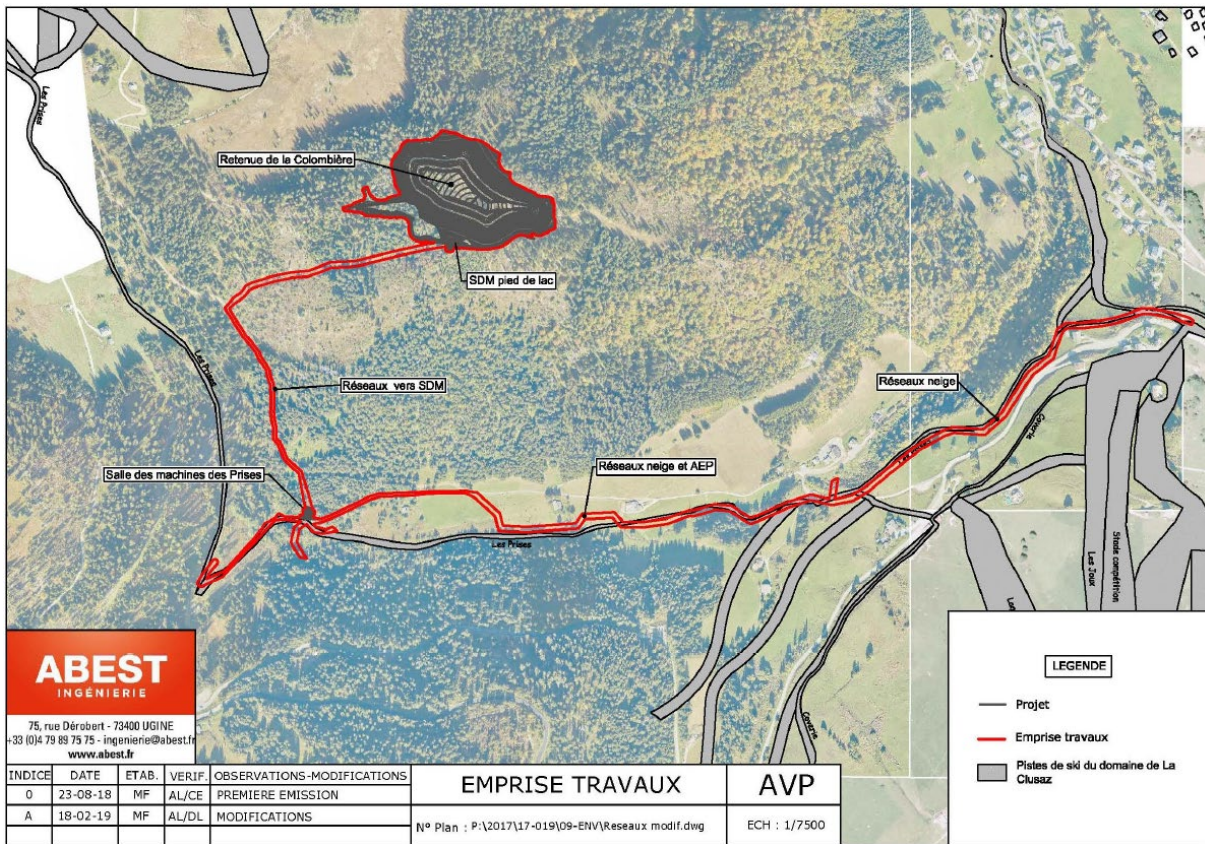 Les Prises
Retenue de la Colombière
SDM pied de lac
Les Prises
Réseaux vers SDM
Réseaux neige
Coverie
Salle des machines des Prises
Réseaux neige et AEP
Les Prises
Les Joux
Stade compétition
Coverie
ABEST
INGÉNIERIE
75, rue Dérobert - 73400 UGINE
+33 (0)4 79 89 75 75 - ingenierie@abest.fr
www.abest.fr
LEGENDE
Projet
Emprise travaux
Pistes de ski du domaine de La
Clusaz
INDICE DATE ETAB. VERIF. OBSERVATIONS-MODIFICATIONS
0 23-08-18 MF AL/CE PREMIERE EMISSION
A 18-02-19 MF AL/DL MODIFICATIONS
EMPRISE TRAVAUX
N° Plan : P:\2017\17-019\09-ENV\Reseaux modif.dwg
AVP
ECH : 1/7500